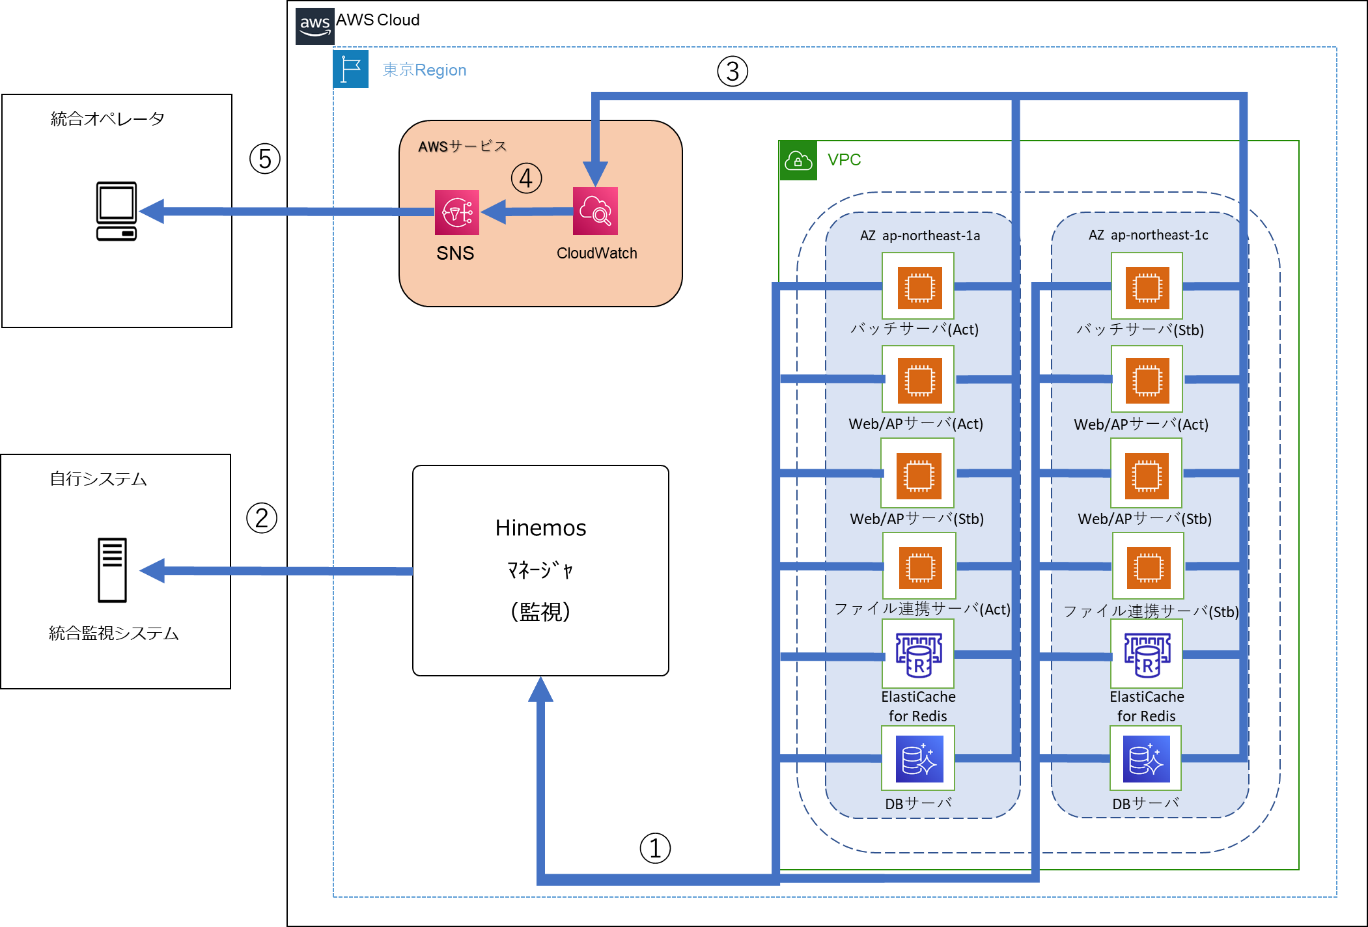 aws
AWS Cloud
東京Region
③
統合オペレータ
⑤
AWSサービス
④
SNS
CloudWatch
VPC
AZ ap-northeast-1a
AZ ap-northeast-1c
バッチサーバ(Act)
バッチサーバ(Stb)
Web/APサーバ(Act)
Web/APサーバ(Act)
Web/APサーバ(Stb)
Web/APサーバ(Stb)
ファイル連携サーバ(Act)
ファイル連携サーバ(Stb)
R
R
ElastiCache
for Redis
ElastiCache
for Redis
DBサーバ
DBサーバ
自行システム
②
統合監視システム
Hinemos
ﾏﾈｰｼﾞｬ
（監視）
①